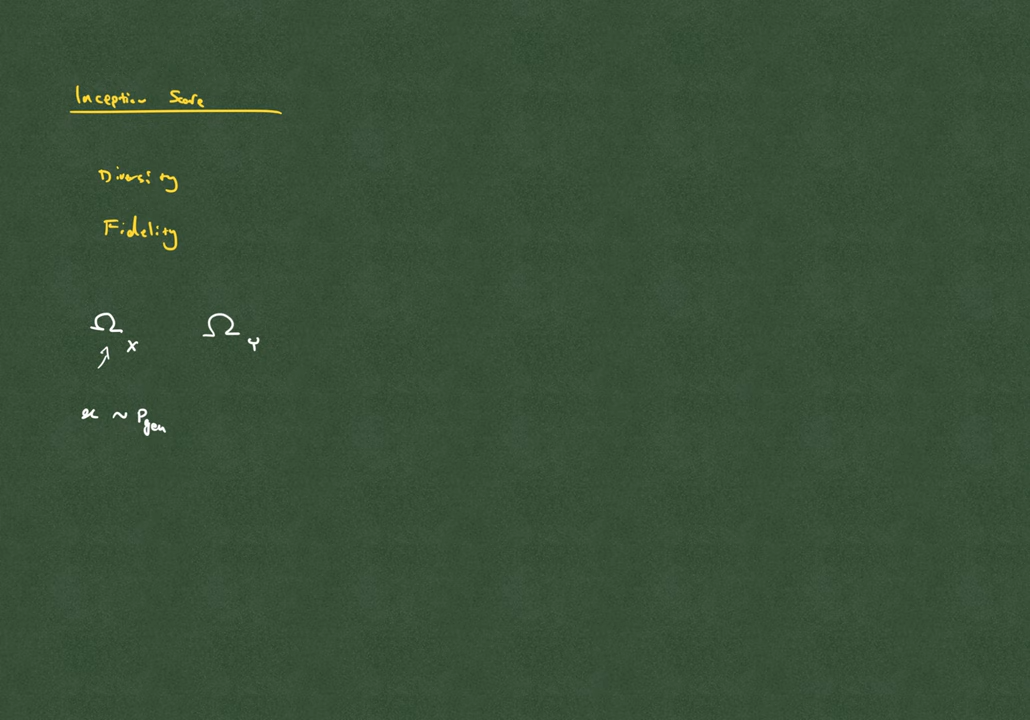 Inception Score
Diversity
Fidelity
Ω_X Ω_Y
x ~ P_gen